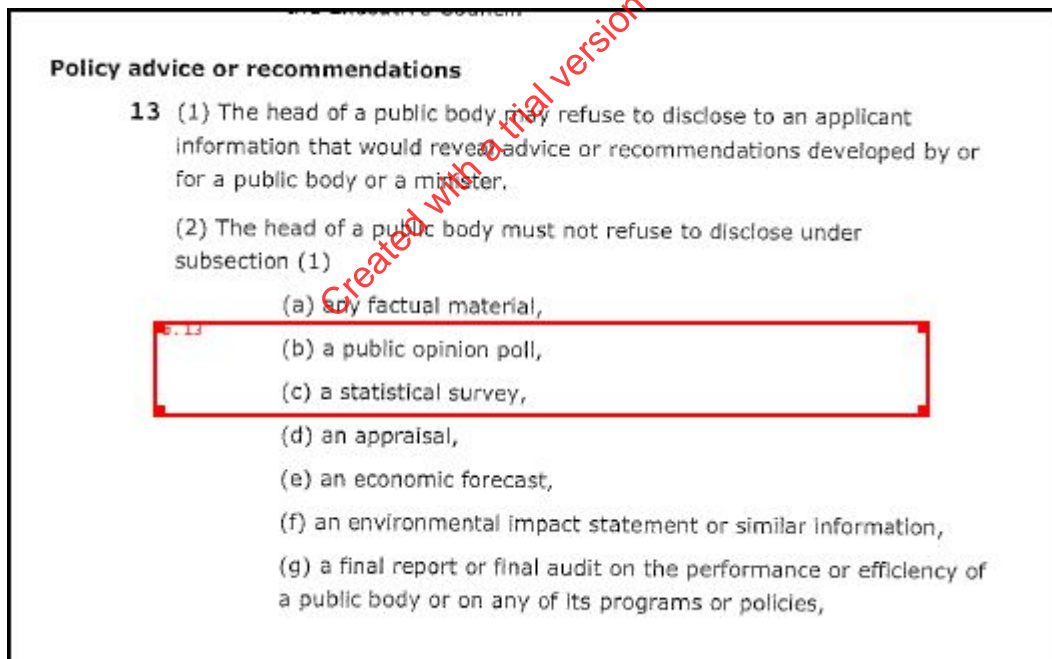 Policy advice or recommendations
13 (1) The head of a public body may refuse to disclose to an applicant
information that would reveal advice or recommendations developed by or
for a public body or a minister.
(2) The head of a public body must not refuse to disclose under
subsection (1)
(a) any factual material,
(b) a public opinion poll,
(c) a statistical survey,
(d) an appraisal,
(e) an economic forecast,
(f) an environmental impact statement or similar information,
(g) a final report or final audit on the performance or efficiency of
a public body or on any of its programs or policies,
s.13
Created with a trial version